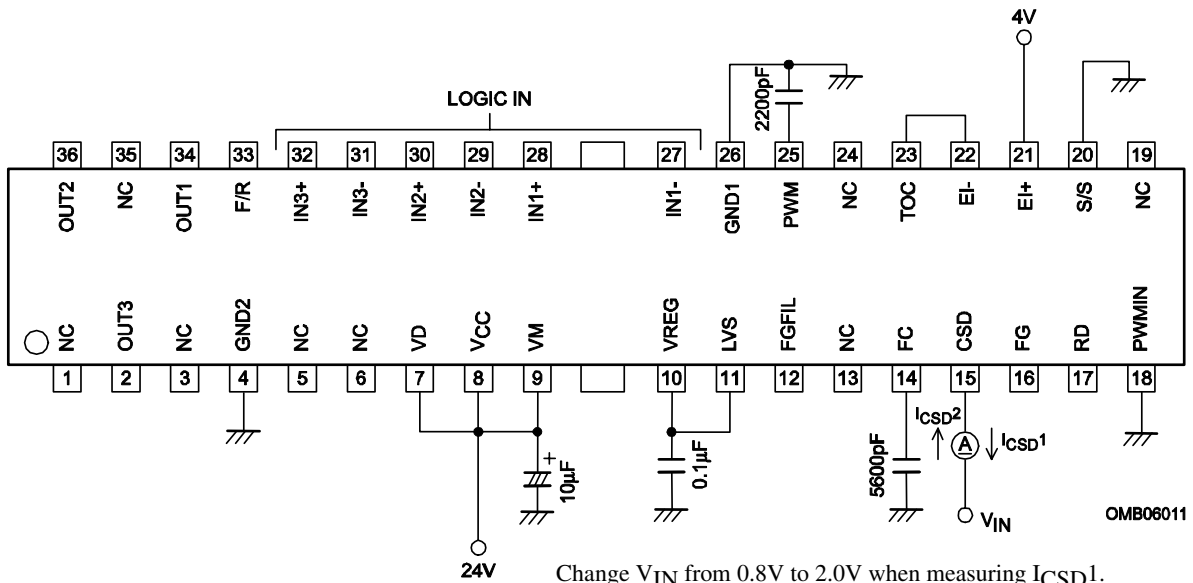 4V
LOGIC IN
2200pF
36 35 34 33 32 31 30 29 28 27 26 25 24 23 22 21 20 19
OUT2 NC OUT1 F/R IN3+ IN3- IN2+ IN2- IN1+ IN1- GND1 PWM NC TOC EI- EI+ S/S NC
NC OUT3 NC GND2 NC NC VD VCC VM VREG LVS FGFIL NC FC CSD FG RD PWMIN
1 2 3 4 5 6 7 8 9 10 11 12 13 14 15 16 17 18
ICSD2 A ICSD1
+
10μF 0.1μF 5600pF
VIN
OMB06011
24V
Change VIN from 0.8V to 2.0V when measuring ICSD1.